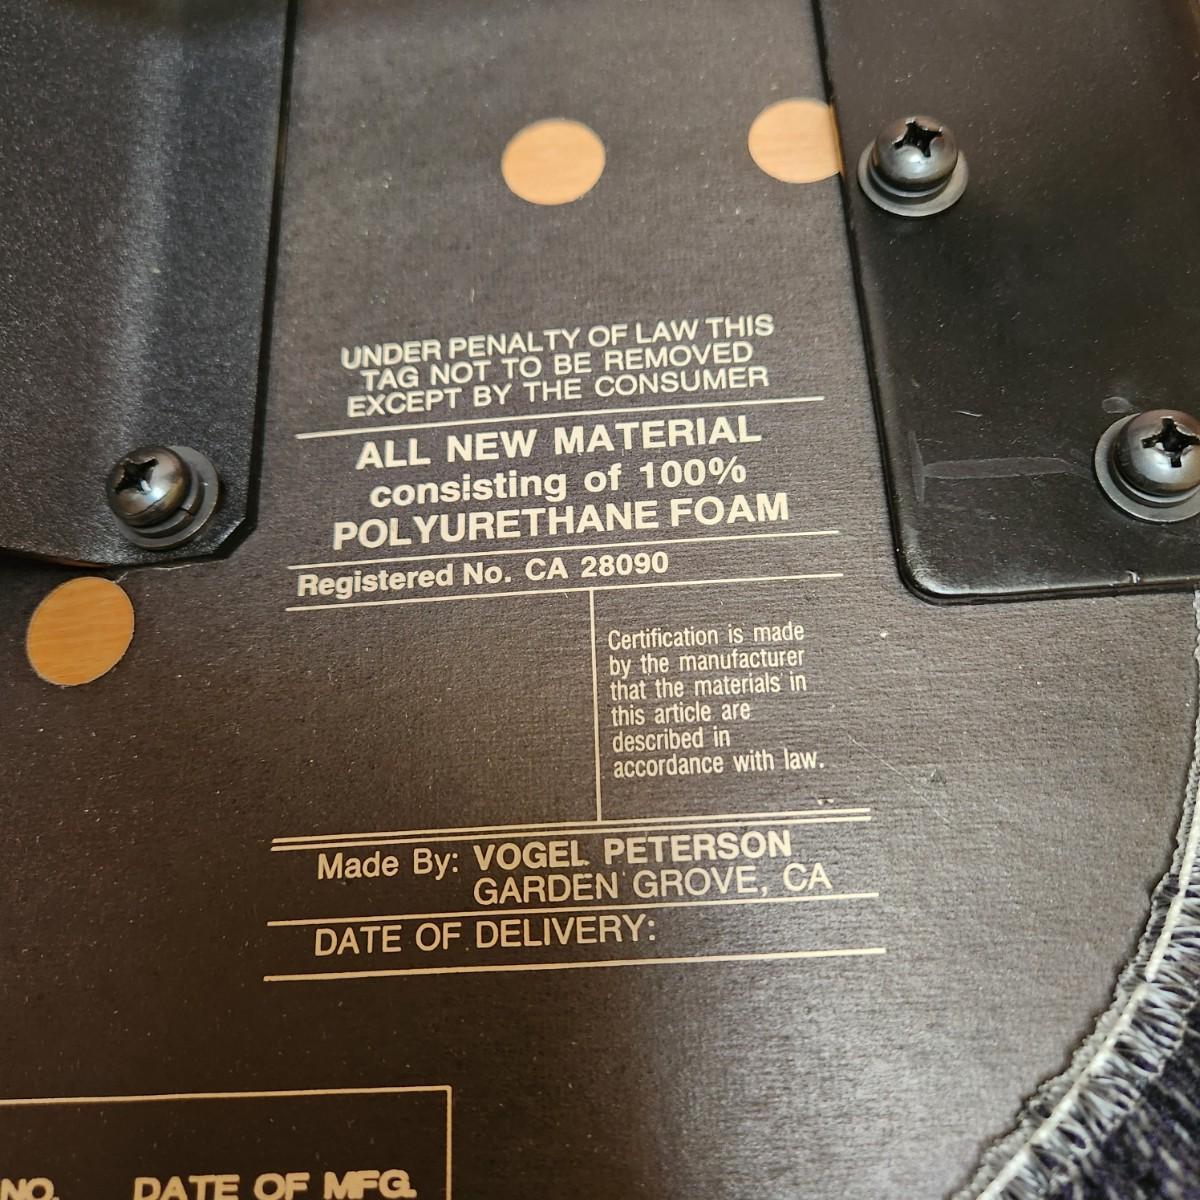 UNDER PENALTY OF LAW THIS
TAG NOT TO BE REMOVED
EXCEPT BY THE CONSUMER
ALL NEW MATERIAL
consisting of 100%
POLYURETHANE FOAM
Registered No. CA 28090
Certification is made
by the manufacturer
that the materials in
this article are
described in
accordance with law.
Made By: VOGEL PETERSON
GARDEN GROVE, CA
DATE OF DELIVERY:
NO. DATE OF MFG.